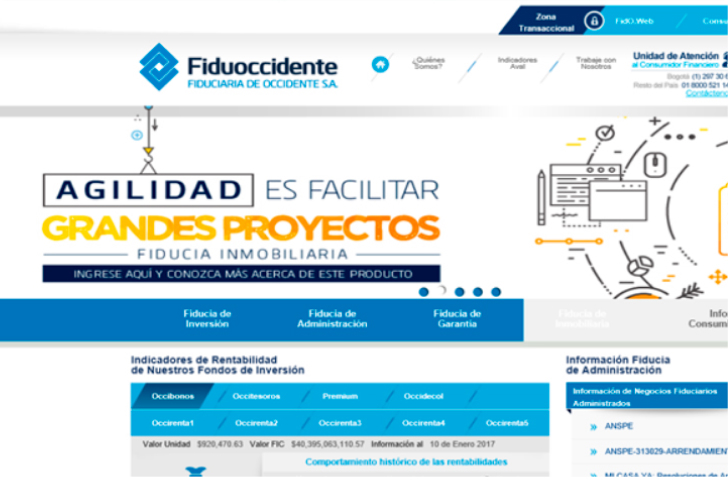 Zona
Transaccional
FidO.Web
Fiduoccidente
FIDUCIARIA DE OCCIDENTE S.A.
¿Quiénes
Somos?
Indicadores
Aval
Trabaje con
Nosotros
Unidad de Atención
al Consumidor Financiero
Bogotá (1) 297 30
Resto del País 01 8000 521 14
Contáctenos
AGILIDAD ES FACILITAR
GRANDES PROYECTOS
FIDUCIA INMOBILIARIA
INGRESE AQUÍ Y CONOZCA MÁS ACERCA DE ESTE PRODUCTO
Fiducia de
Inversión
Fiducia de
Administración
Fiducia de
Garantía
Fiducia de
Inmobiliaria
Info
Consum
Indicadores de Rentabilidad
de Nuestros Fondos de Inversión
Occibonos
Occitesoros
Premium
Occidecol
Occirenta1
Occirenta2
Occirenta3
Occirenta4
Occirenta5
Valor Unidad $920,470.63 Valor FIC $40,395,063,110.57 Información al 10 de Enero 2017
Comportamiento histórico de las rentabilidades
Información Fiducia
de Administración
Información de Negocios Fiduciarios
Administrados
» ANSPE
» ANSPE-313029-ARRENDAMIEN
» MI CASA YA: Resoluciones de A